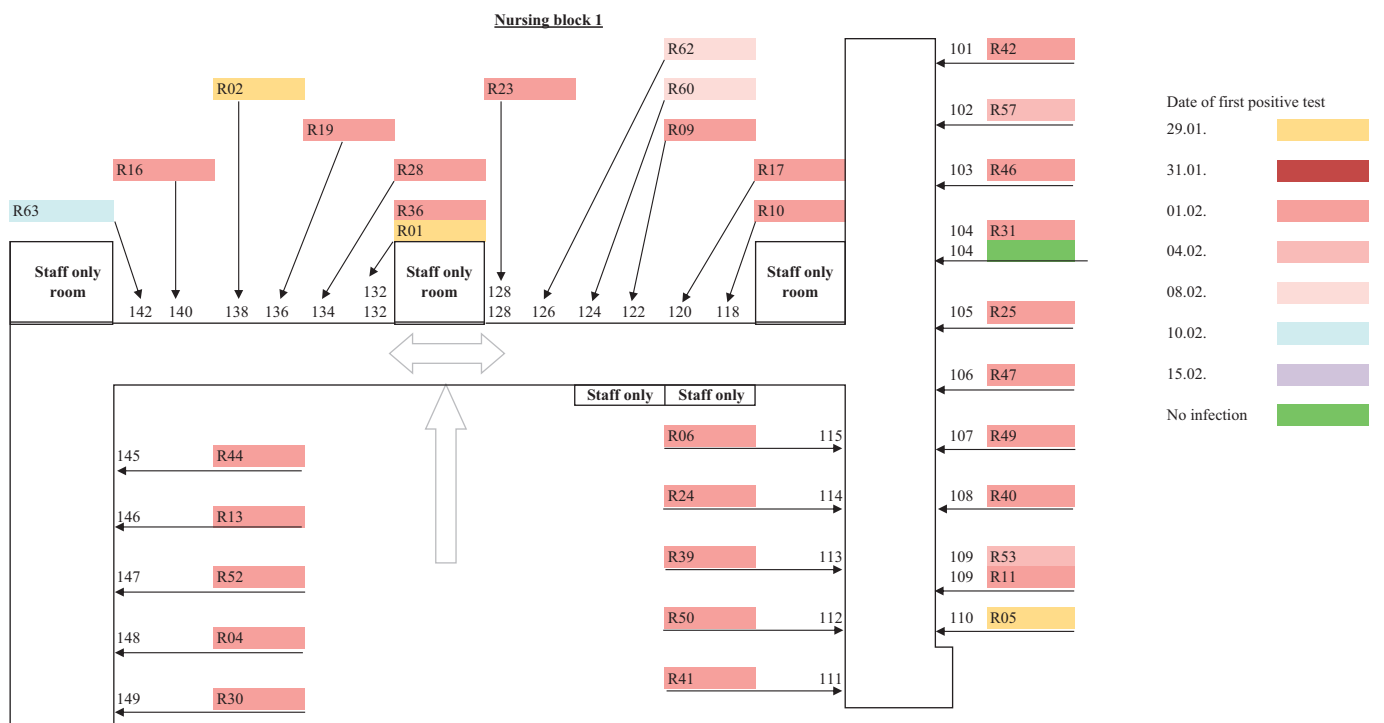 Nursing block 1
R62
101 R42
R02
R23
R60
102 R57
Date of first positive test
29.01.
R19
R09
31.01.
R16
R28
R17
103 R46
01.02.
R63
R36
R10
R01
104 R31
104
04.02.
Staff only
room
Staff only
room
Staff only
room
08.02.
132
128
142 140 138 136 134 132 128 126 124 122 120 118
105 R25
10.02.
106 R47
15.02.
Staff only Staff only
No infection
145 R44
R06 115
107 R49
146 R13
R24 114
108 R40
147 R52
R39 113
109 R53
109 R11
148 R04
R50 112
110 R05
149 R30
R41 111